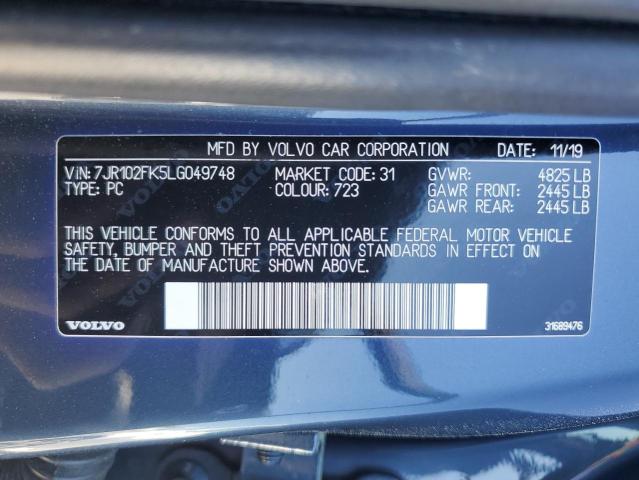 MFD BY VOLVO CAR CORPORATION DATE: 11/19
VIN:7JR102FK5LG049748 MARKET CODE: 31 GVWR: 4825 LB
TYPE: PC COLOUR: 723 GAWR FRONT: 2445 LB
GAWR REAR: 2445 LB
THIS VEHICLE CONFORMS TO ALL APPLICABLE FEDERAL MOTOR VEHICLE
SAFETY, BUMPER AND THEFT PREVENTION STANDARDS IN EFFECT ON
THE DATE OF MANUFACTURE SHOWN ABOVE.
VOLVO 31689476